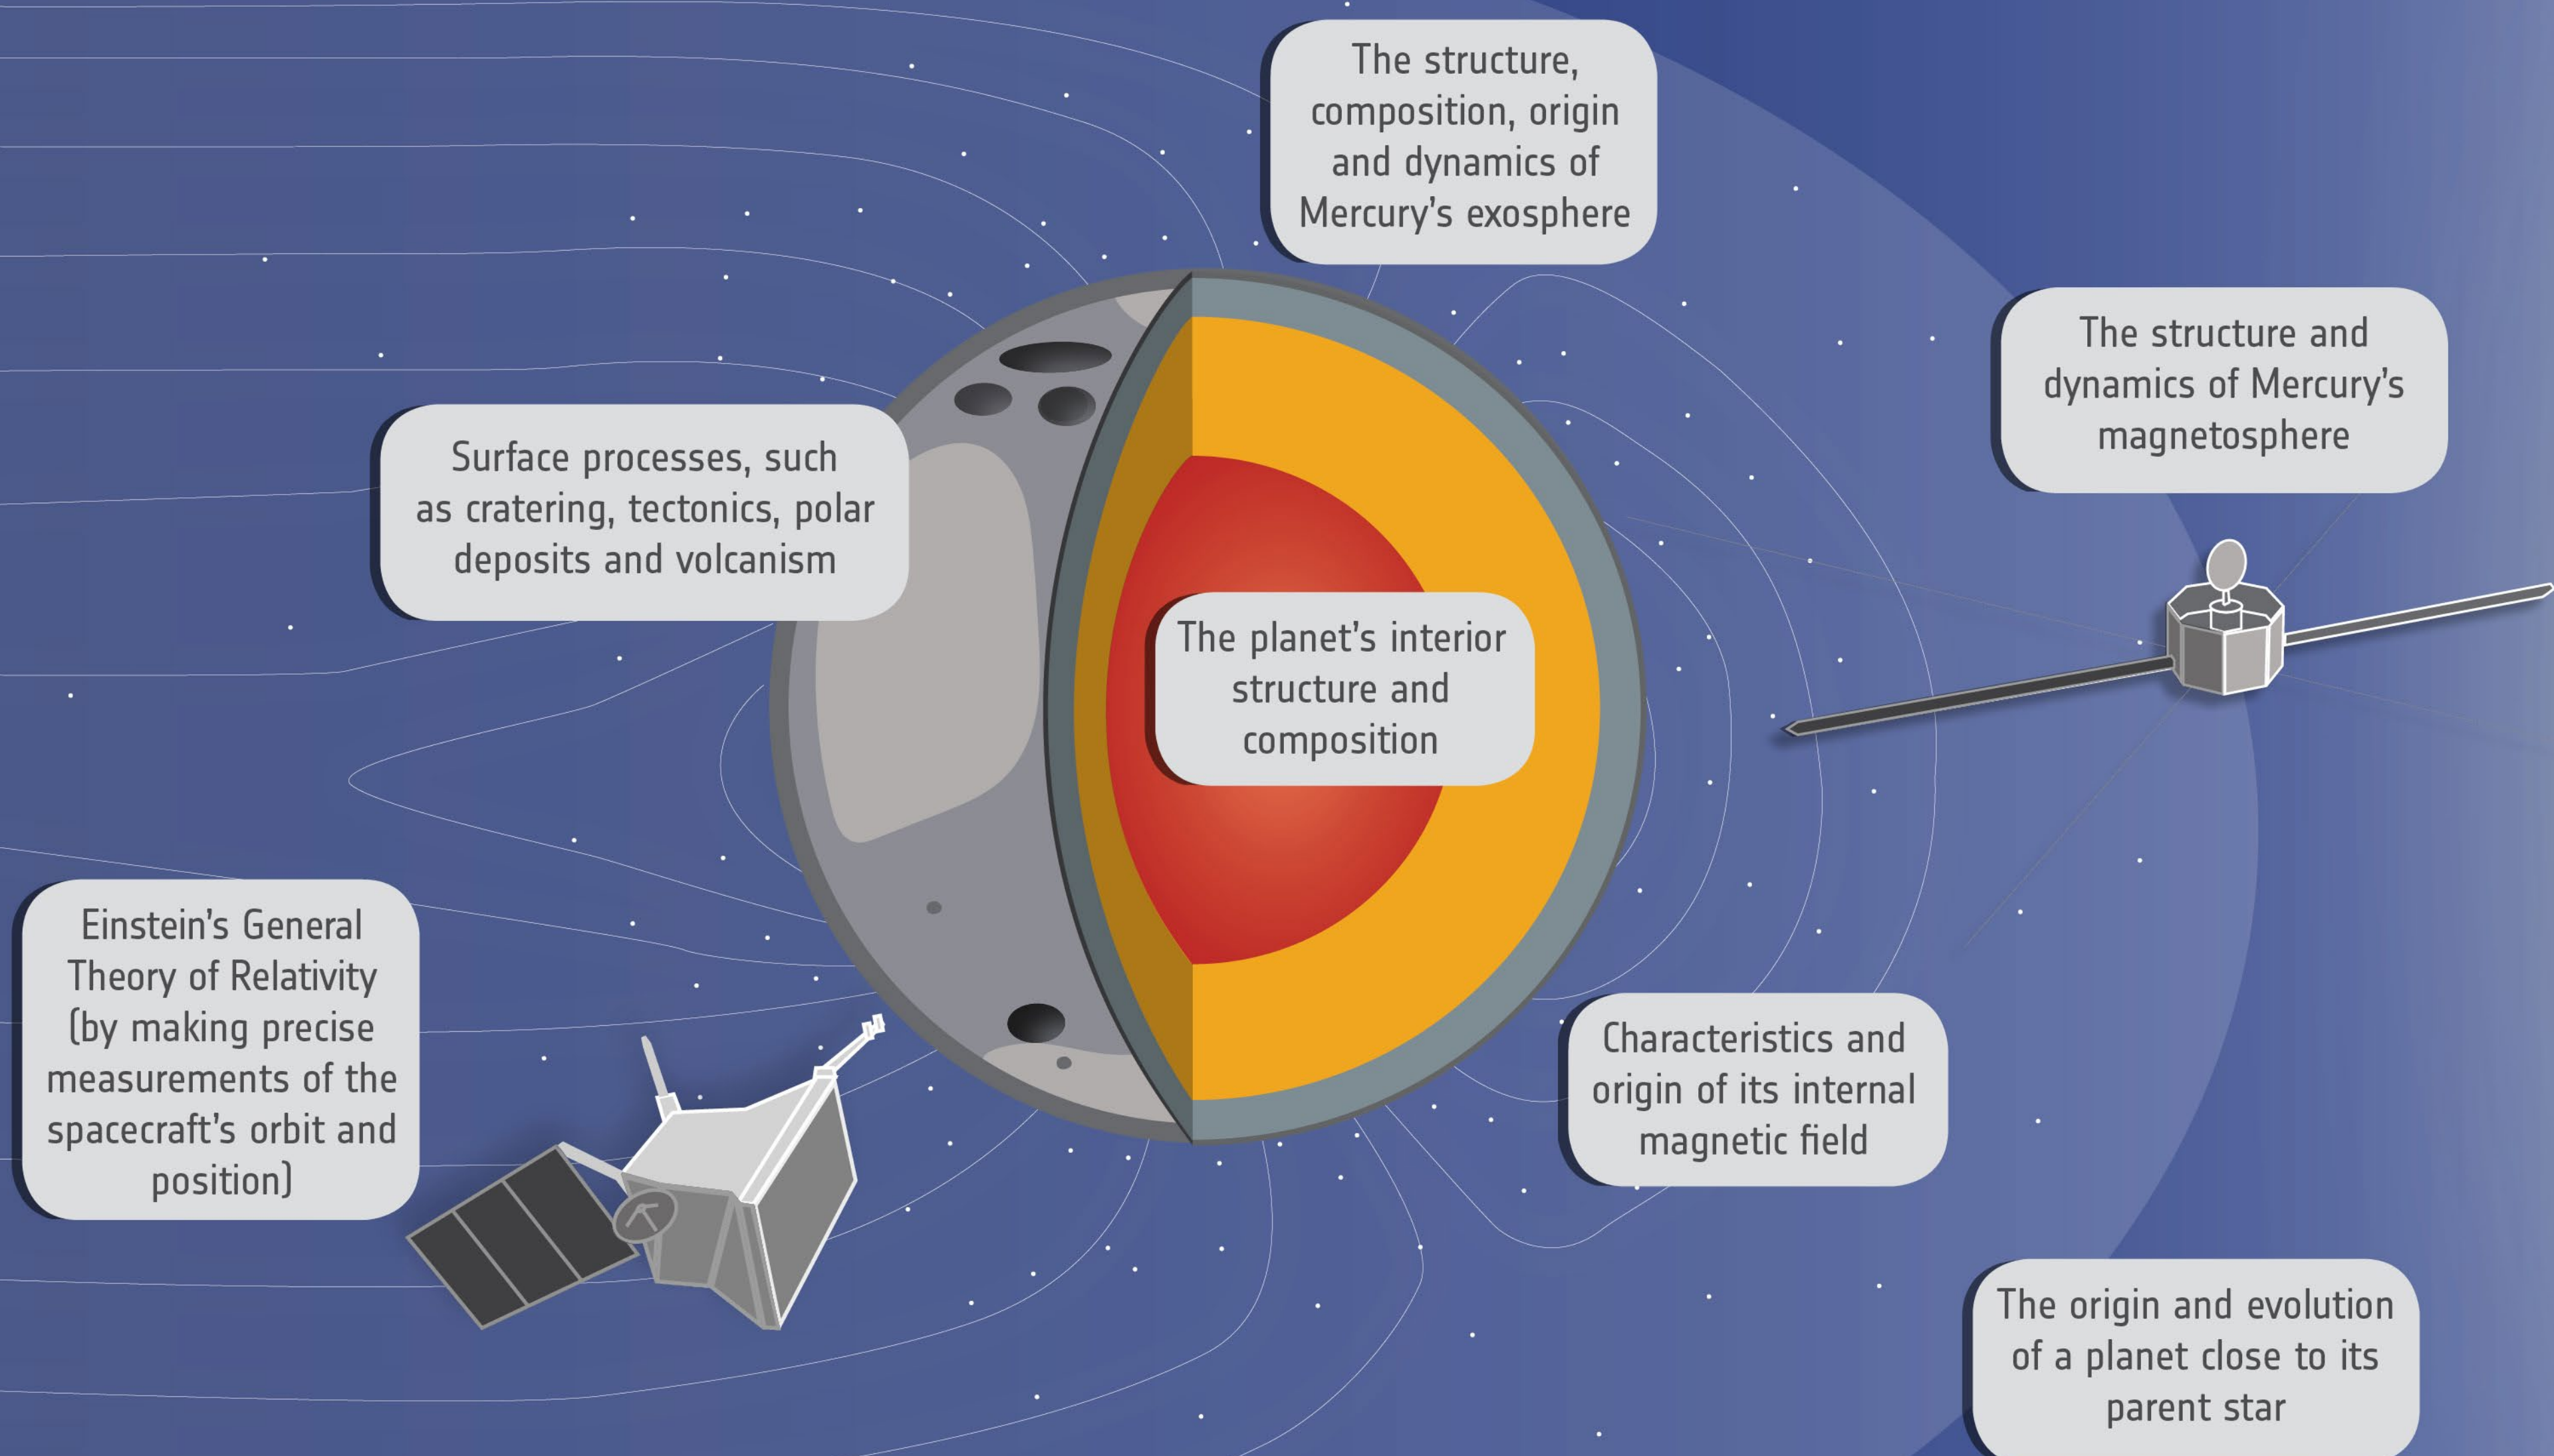 The structure,
composition, origin
and dynamics of
Mercury's exosphere
The structure and
dynamics of Mercury's
magnetosphere
Surface processes, such
as cratering, tectonics, polar
deposits and volcanism
The planet's interior
structure and
composition
Einstein's General
Theory of Relativity
(by making precise
measurements of the
spacecraft's orbit and
position)
Characteristics and
origin of its internal
magnetic field
The origin and evolution
of a planet close to its
parent star